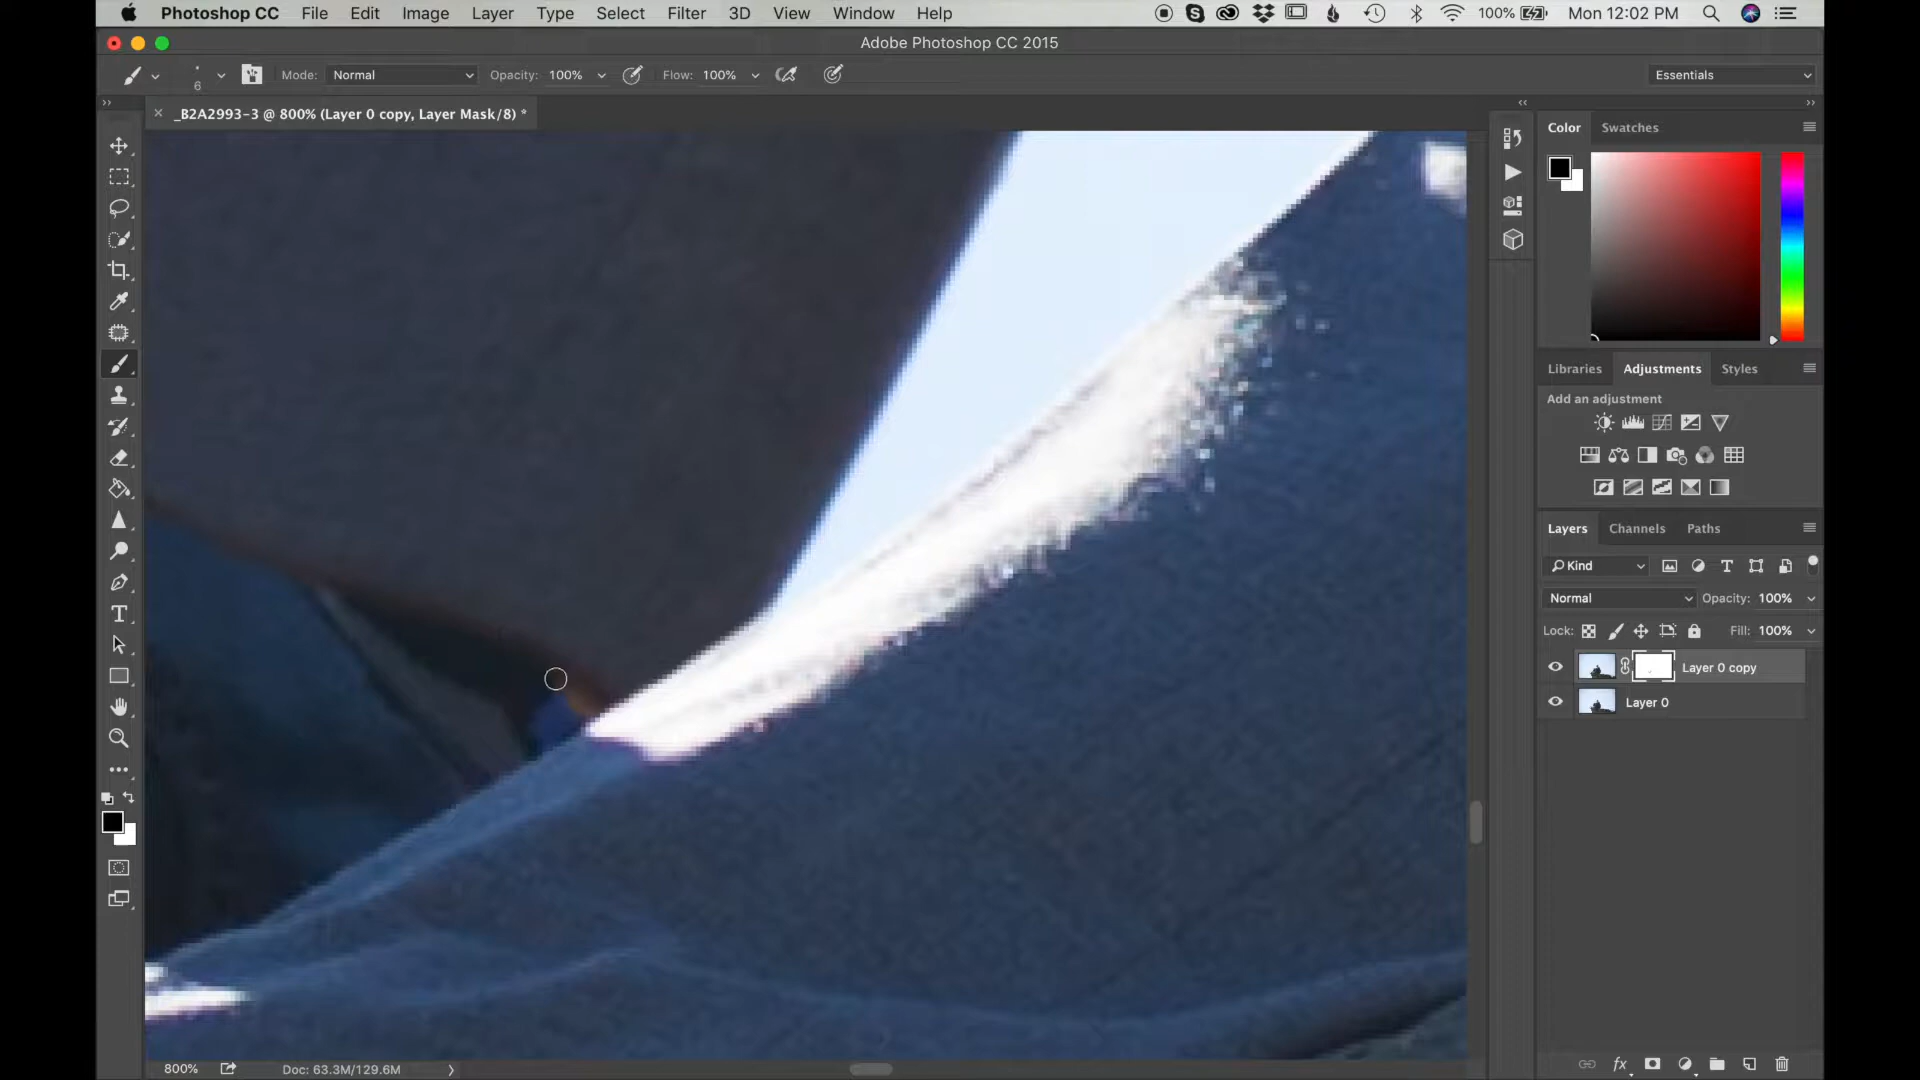 Photoshop CC File Edit Image Layer Type Select Filter 3D View Window Help 100% Mon 12:02 PM
Adobe Photoshop CC 2015
6 Mode: Normal Opacity: 100% Flow: 100% Essentials
_B2A2993-3 @ 800% (Layer 0 copy, Layer Mask/8) *
Color Swatches
Libraries Adjustments Styles
Add an adjustment
Layers Channels Paths
Kind
Normal Opacity: 100%
Lock: Fill: 100%
Layer 0 copy
Layer 0
800% Doc: 63.3M/129.6M